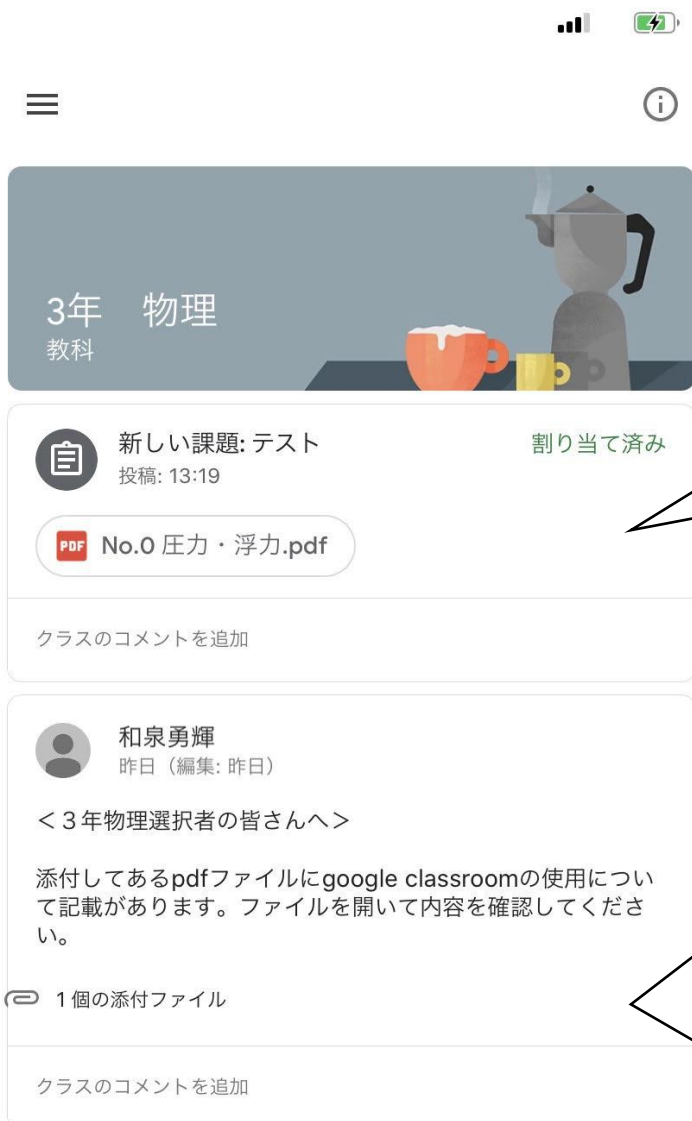 3年　物理
教科
新しい課題: テスト
割り当て済み
投稿: 13:19
PDF No.0 圧力・浮力.pdf
クラスのコメントを追加
和泉勇輝
昨日（編集: 昨日）
＜３年物理選択者の皆さんへ＞
添付してあるpdfファイルにgoogle classroomの使用につい
て記載があります。ファイルを開いて内容を確認してくださ
い。
1 個の添付ファイル
クラスのコメントを追加